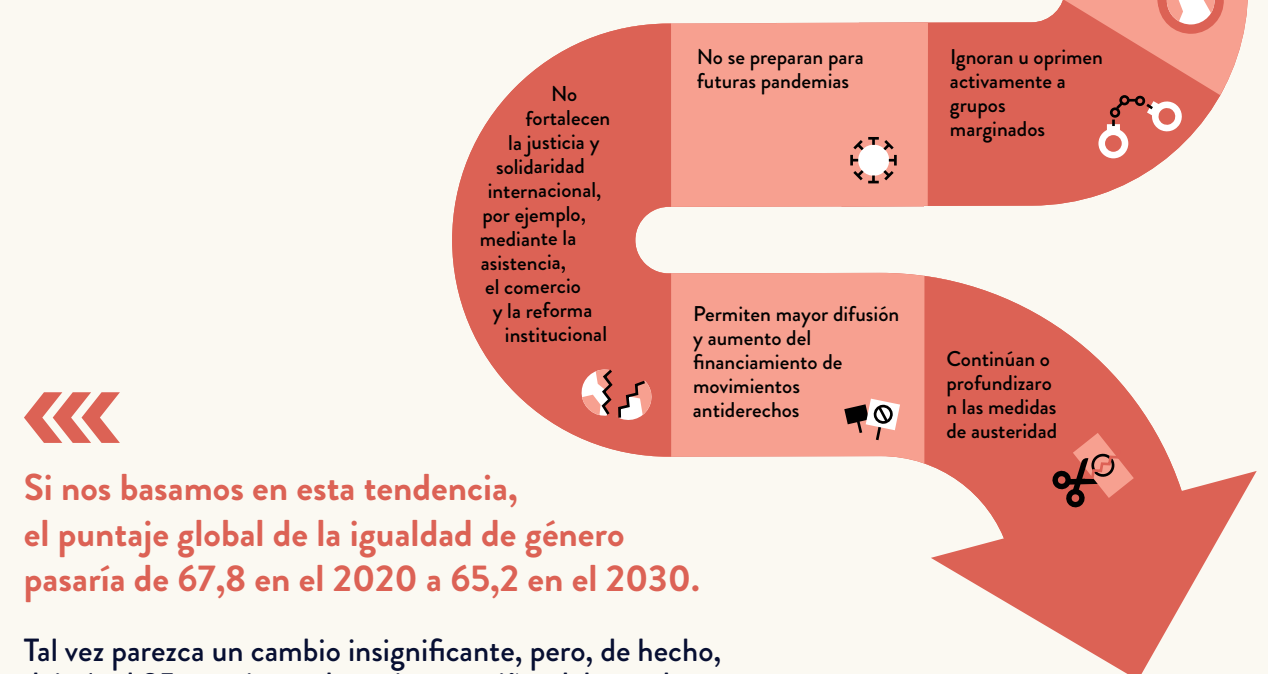 Ignoran u oprimen
activamente a
grupos
marginados
No se preparan para
futuras pandemias
No
fortalecen
la justicia y
solidaridad
internacional,
por ejemplo,
mediante la
asistencia,
el comercio
y la reforma
institucional
Permiten mayor difusión
y aumento del
financiamiento de
movimientos
antiderechos
Continúan o
profundizaro
n las medidas
de austeridad
Si nos basamos en esta tendencia,
el puntaje global de la igualdad de género
pasaría de 67,8 en el 2020 a 65,2 en el 2030.
Tal vez parezca un cambio insignificante, pero, de hecho,